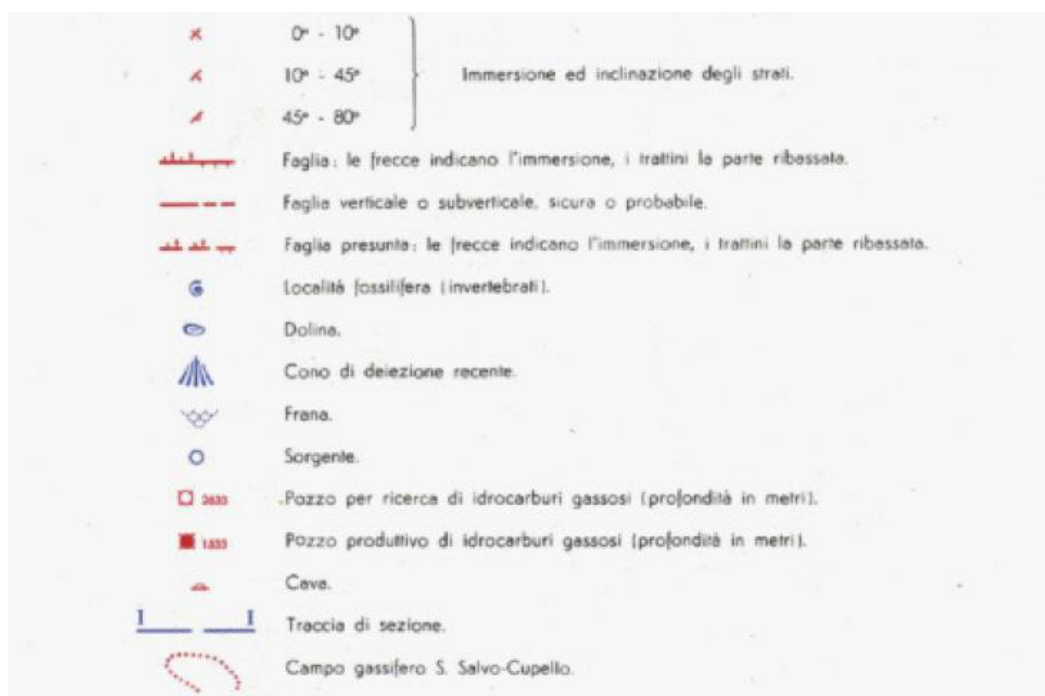 0° - 10°
10° - 45° Immersione ed inclinazione degli strati.
45° - 80°
Faglia: le frecce indicano l'immersione, i trattini la parte ribassata.
Faglia verticale o subverticale, sicura o probabile.
Faglia presunta: le frecce indicano l'immersione, i trattini la parte ribassata.
Località fossilifera (invertebrati).
Dolina.
Cono di deiezione recente.
Frana.
Sorgente.
Pozzo per ricerca di idrocarburi gassosi (profondità in metri).
1.833 Pozzo produttivo di idrocarburi gassosi (profondità in metri).
Cava.
I I Traccia di sezione.
Campo gassifero S. Salvo-Cupello.